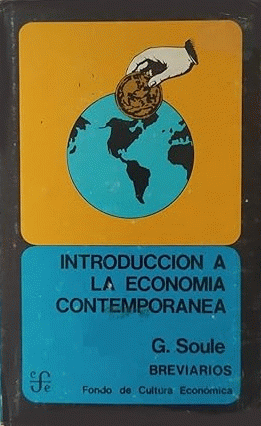 INTRODUCCION A
LA ECONOMIA
CONTEMPORANEA
G. Soule
BREVIARIOS
c f e
Fondo de Cultura Económica